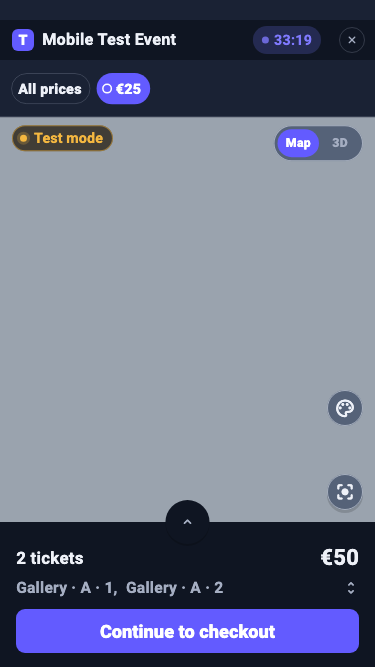 T Mobile Test Event 33:19
All prices €25
Test mode Map 3D
2 tickets €50
Gallery · A · 1, Gallery · A · 2
Continue to checkout